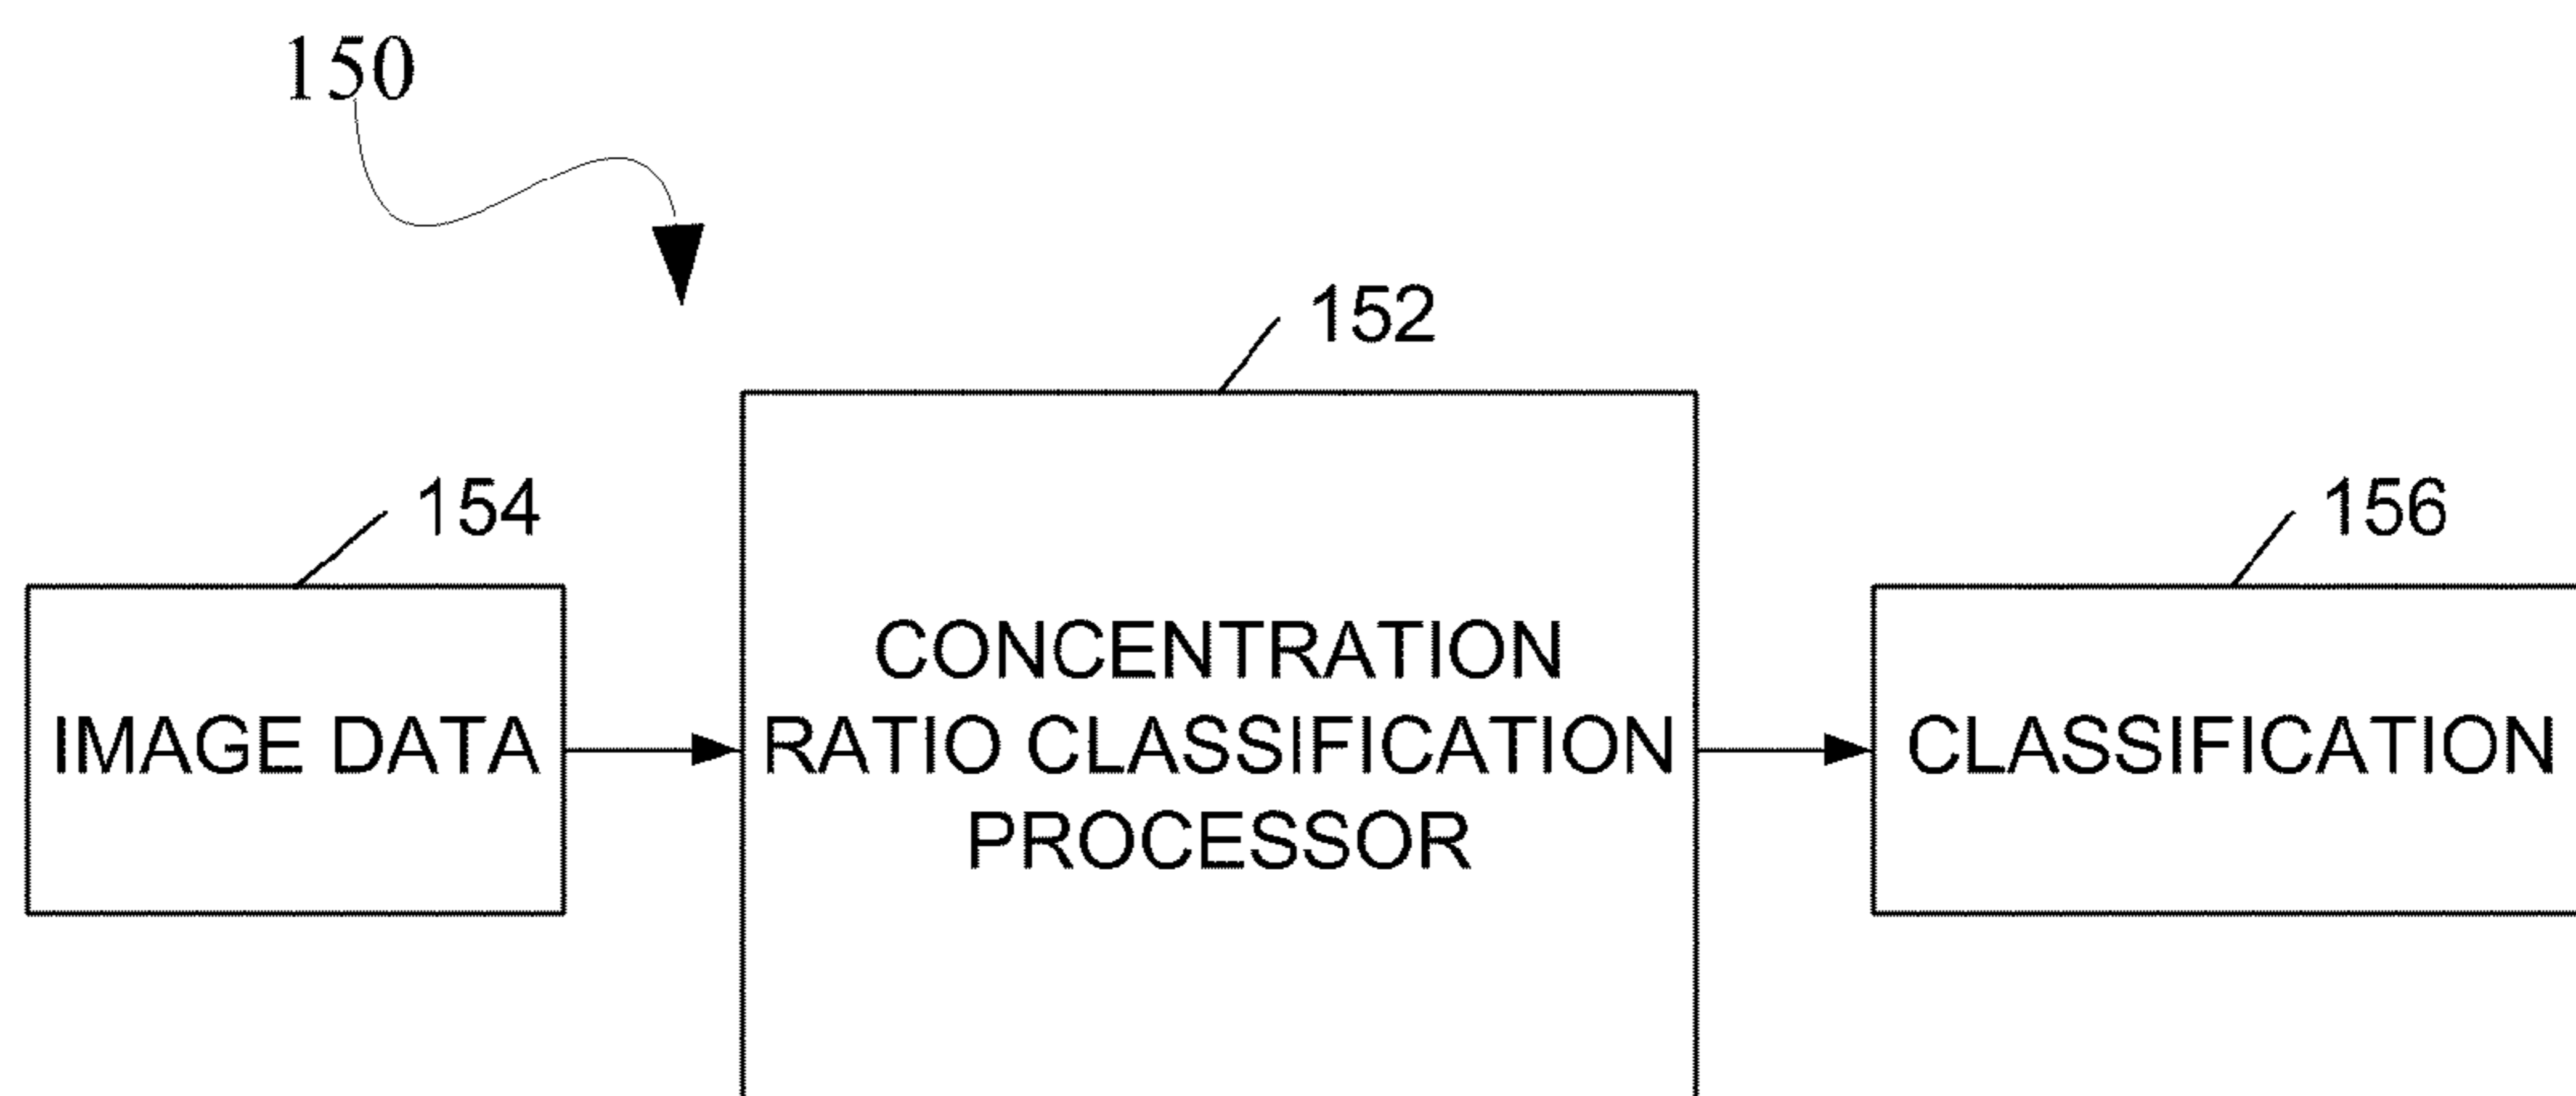 150
152
154
156
IMAGE DATA
CONCENTRATION
RATIO CLASSIFICATION
PROCESSOR
CLASSIFICATION